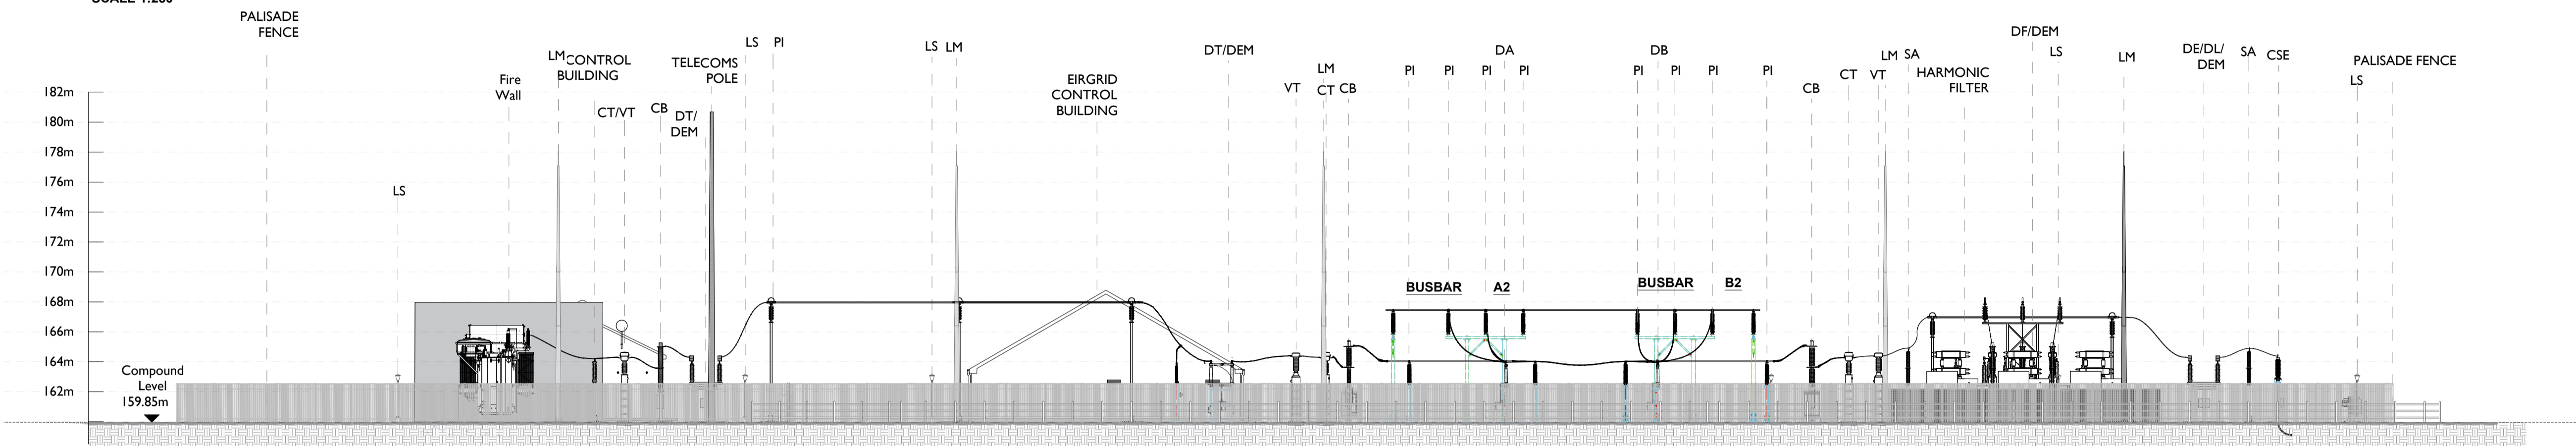 SCALE 1:200
PALISADE
FENCE
LS
Fire
Wall
LM
CONTROL
BUILDING
CT/VT
CB
TELECOMS
POLE
DT/
DEM
LS
PI
LS
LM
EIRGRID
CONTROL
BUILDING
DT/DEM
VT
LM
CT
CB
PI
PI
PI
DA
PI
PI
DB
PI
PI
PI
CB
CT
VT
LM
SA
HARMONIC
FILTER
DF/DEM
LS
LM
DE/DL/
DEM
SA
CSE
PALISADE FENCE
LS
182m
180m
178m
176m
174m
172m
170m
168m
166m
164m
162m
BUSBAR
A2
BUSBAR
B2
Compound
Level
159.85m